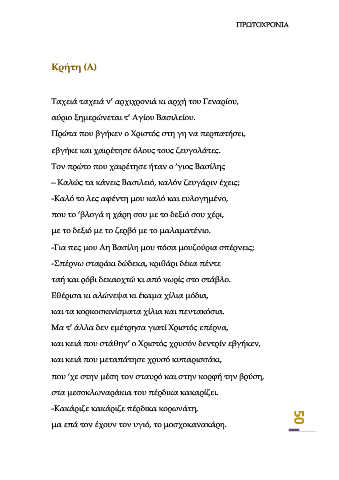 ΠΡΩΤΟΧΡΟΝΙΑ
Κρήτη (Α)
Ταχειά ταχειά ν’ αρχιχρονιά κι αρχή του Γεναρίου,
αύριο ξημερώνεται τ’ Αγίου Βασιλείου.
Πρώτα που βγήκεν ο Χριστός στη γη να περπατήσει,
εβγήκε και χαιρέτησε όλους τους ζευγολάτες.
Τον πρώτο που χαιρέτησε ήταν ο ‘γιος Βασίλης
– Καλώς τα κάνεις Βασιλειό, καλόν ζευγάριν έχεις;
-Καλό το λες αφέντη μου καλό και ευλογημένο,
που το ‘βλογά η χάρη σου με το δεξιό σου χέρι,
με το δεξιό με το ζερβό με το μαλαματένιο.
-Για πες μου Αη Βασίλη μου πόσα μουζούρια σπέρνεις;
-Σπέρνω σταράκι δώδεκα, κριθάρι δέκα πέντε
ταή και ρόβι δεκαοχτώ κι από νωρίς στο στάβλο.
Εθέρισα κι αλώνεψα κι έκαμα χίλια μόδια,
και τα κορκοσκινίσματα χίλια και πεντακόσια.
Μα τ’ άλλα δεν εμέτρησα γιατί Χριστός επέρνα,
και κειά που στάθην’ ο Χριστός χρυσόν δεντρίν εβγήκεν,
και κειά που μεταπάτησε χρυσό κυπαρισσάκι,
που ‘χε στην μέση τον σταυρό και στην κορφή την βρύση,
στα μεσοκλωναράκια του πέρδικα κακαρίζει.
-Κακάριζε κακάριζε πέρδικα κορωνάτη,
μα επά τον έχουν τον υγιό, το μοσχοκανακάρη.
50